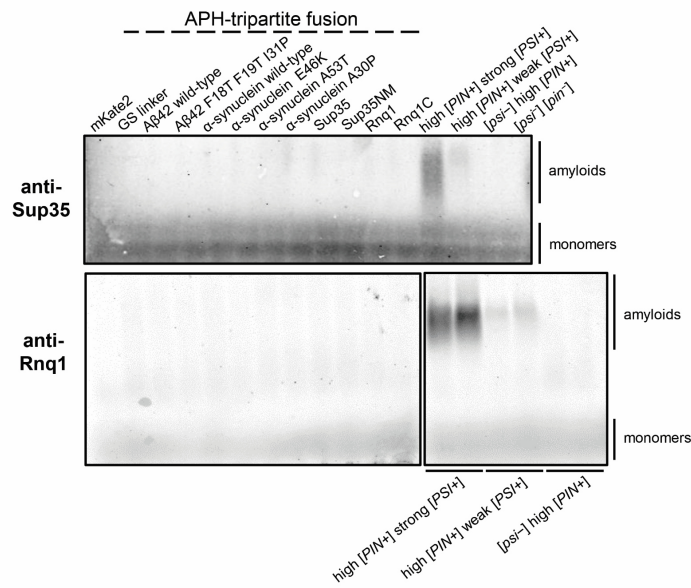 APH-tripartite fusion
mKate2
GS linker
Aβ42 wild-type
Aβ42 F18T F19T I31P
α-synuclein wild-type
α-synuclein E46K
α-synuclein A53T
α-synuclein A30P
Sup35
Sup35NM
Rnq1
Rnq1C
high [PIN+] strong [PSI+]
high [PIN+] weak [PSI+]
[psi−] high [PIN+]
[psi−] [pin−]
anti-
Sup35
amyloids
monomers
anti-
Rnq1
amyloids
monomers
high [PIN+] strong [PSI+]
high [PIN+] weak [PSI+]
[psi−] high [PIN+]